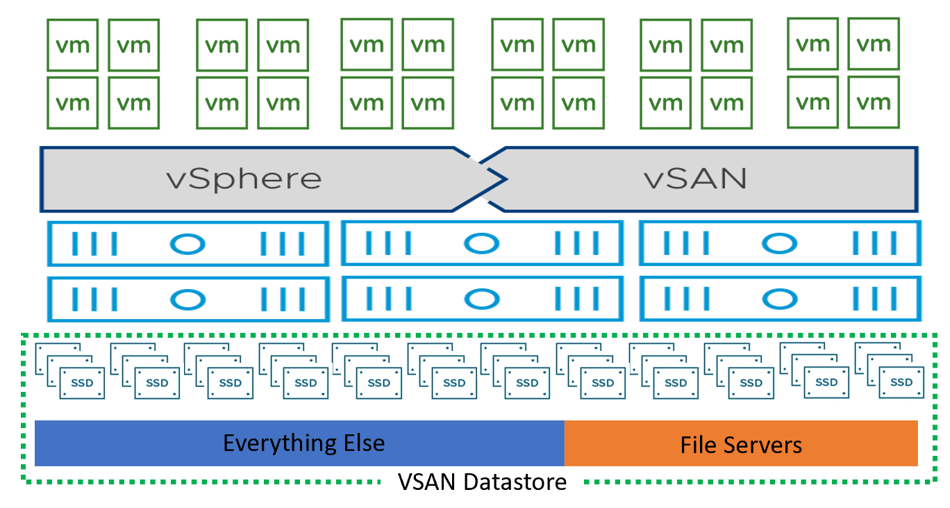 vm vm vm vm vm vm vm vm vm vm vm vm
vm vm vm vm vm vm vm vm vm vm vm vm
vSphere vSAN
SSD SSD SSD SSD SSD SSD SSD SSD SSD SSD SSD SSD
Everything Else File Servers
VSAN Datastore